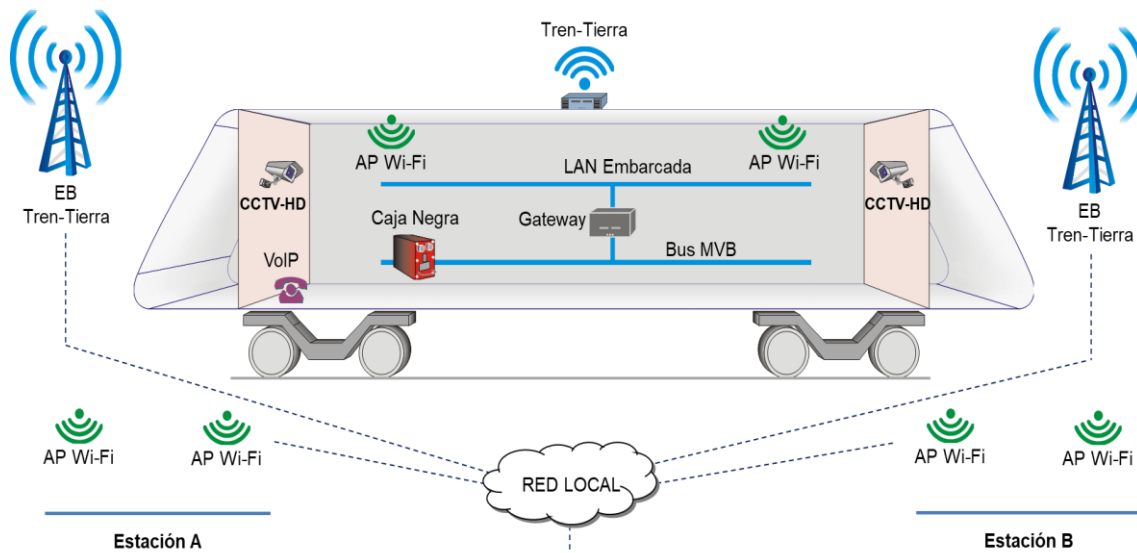 Tren-Tierra
AP Wi-Fi
AP Wi-Fi
LAN Embarcada
EB
Tren-Tierra
CCTV-HD
Caja Negra
Gateway
CCTV-HD
EB
Tren-Tierra
VoIP
Bus MVB
AP Wi-Fi
AP Wi-Fi
RED LOCAL
AP Wi-Fi
AP Wi-Fi
Estación A
Estación B